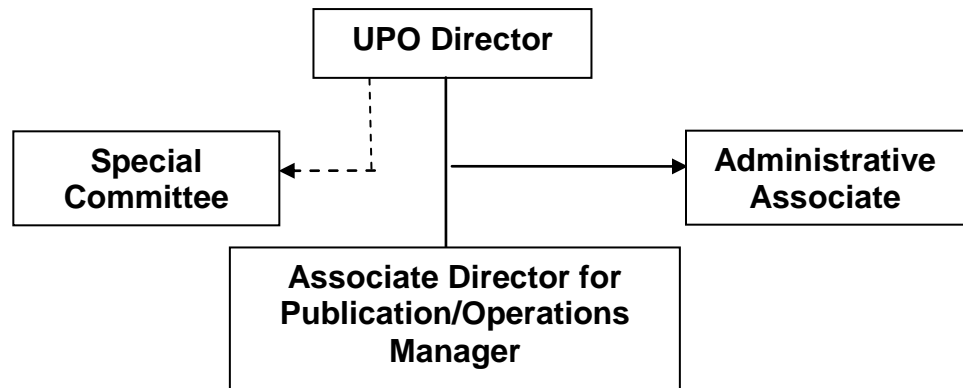 UPO Director
Special
Committee
Administrative
Associate
Associate Director for
Publication/Operations
Manager